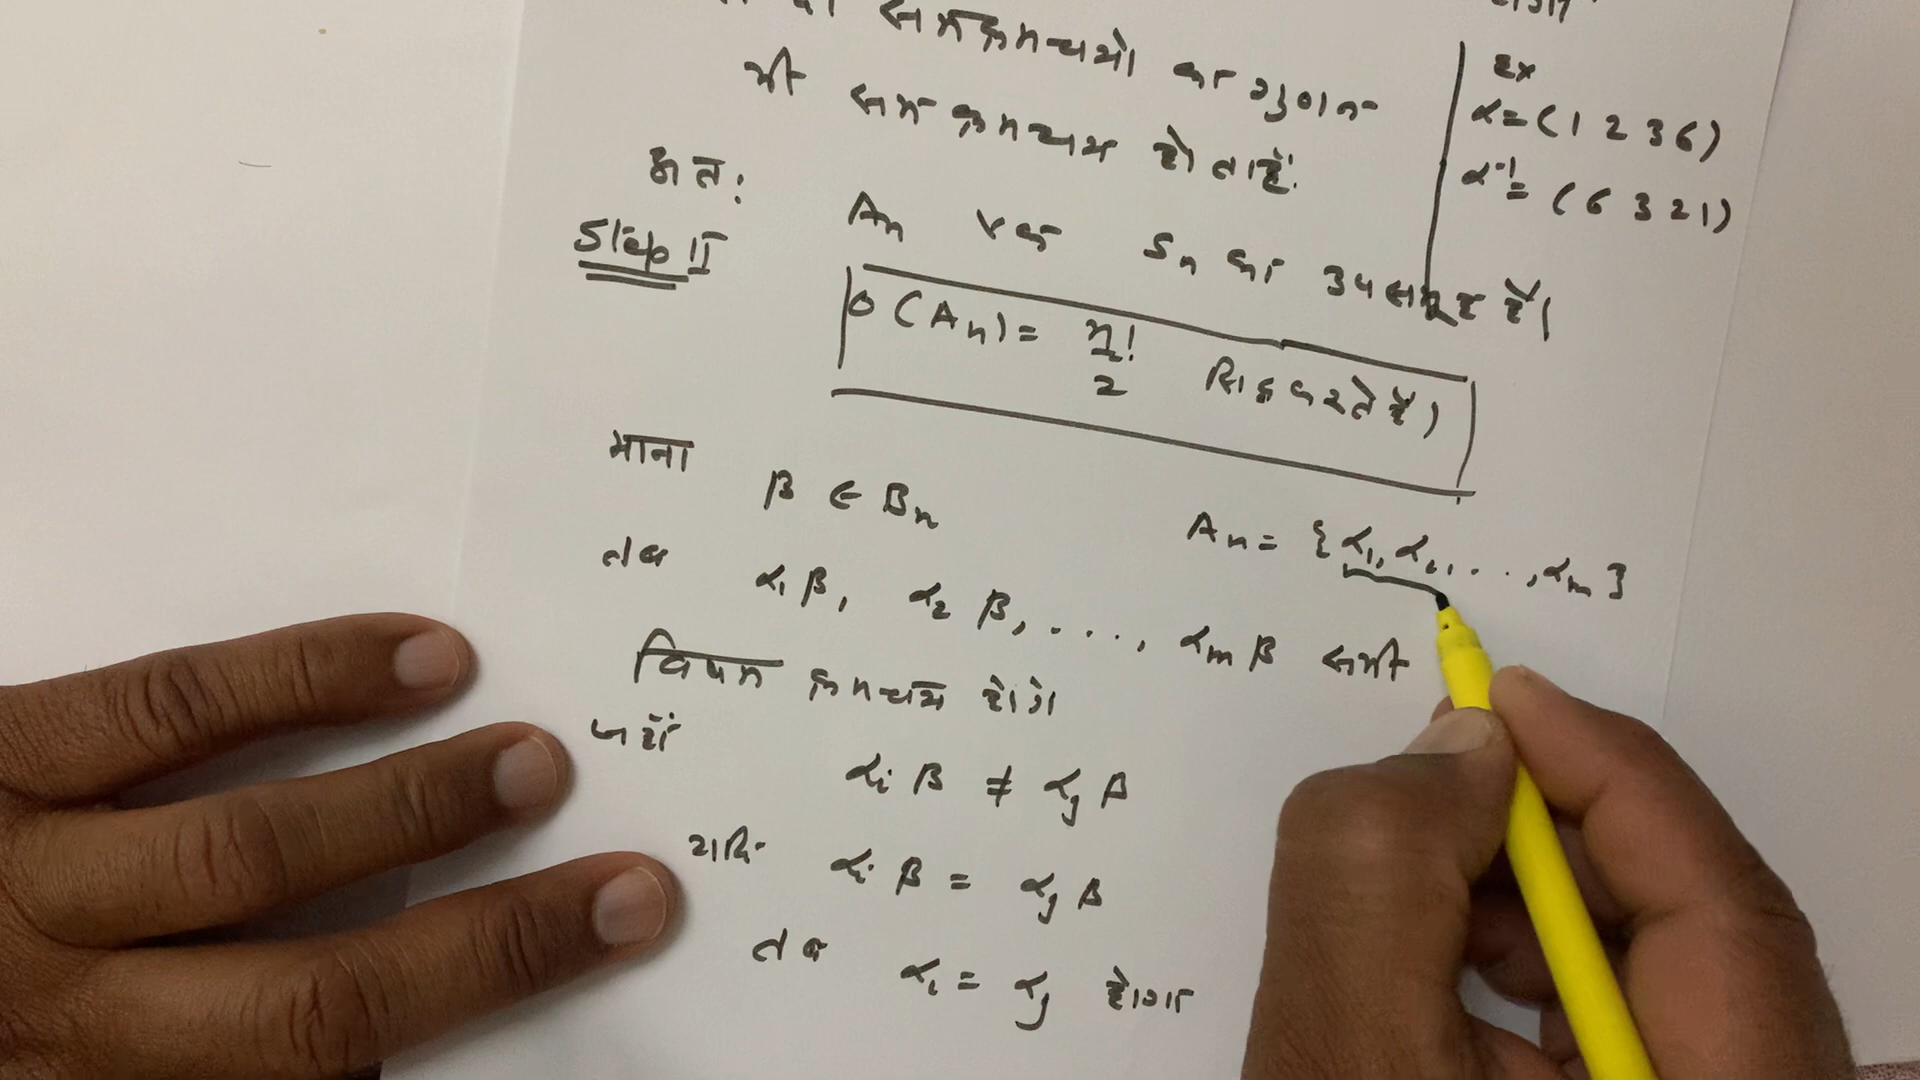 समक्रमचयो का गुणन
भी समक्रमचय होता है।
Ex
α = (1 2 3 6)
α⁻¹ = (6 3 2 1)
अत: An एक Sn का उपसमूह है।
Step II
O(An) = n!/2 सिद्ध करते है।
माना β ∈ Bn An = {α₁, α₂, ..., αm}
तब α₁β, α₂β, ...., αmβ सभी
विषम क्रमचय होगे
जहाँ αiβ ≠ αjβ
यदि αiβ = αjβ
तब αi = αj होगा